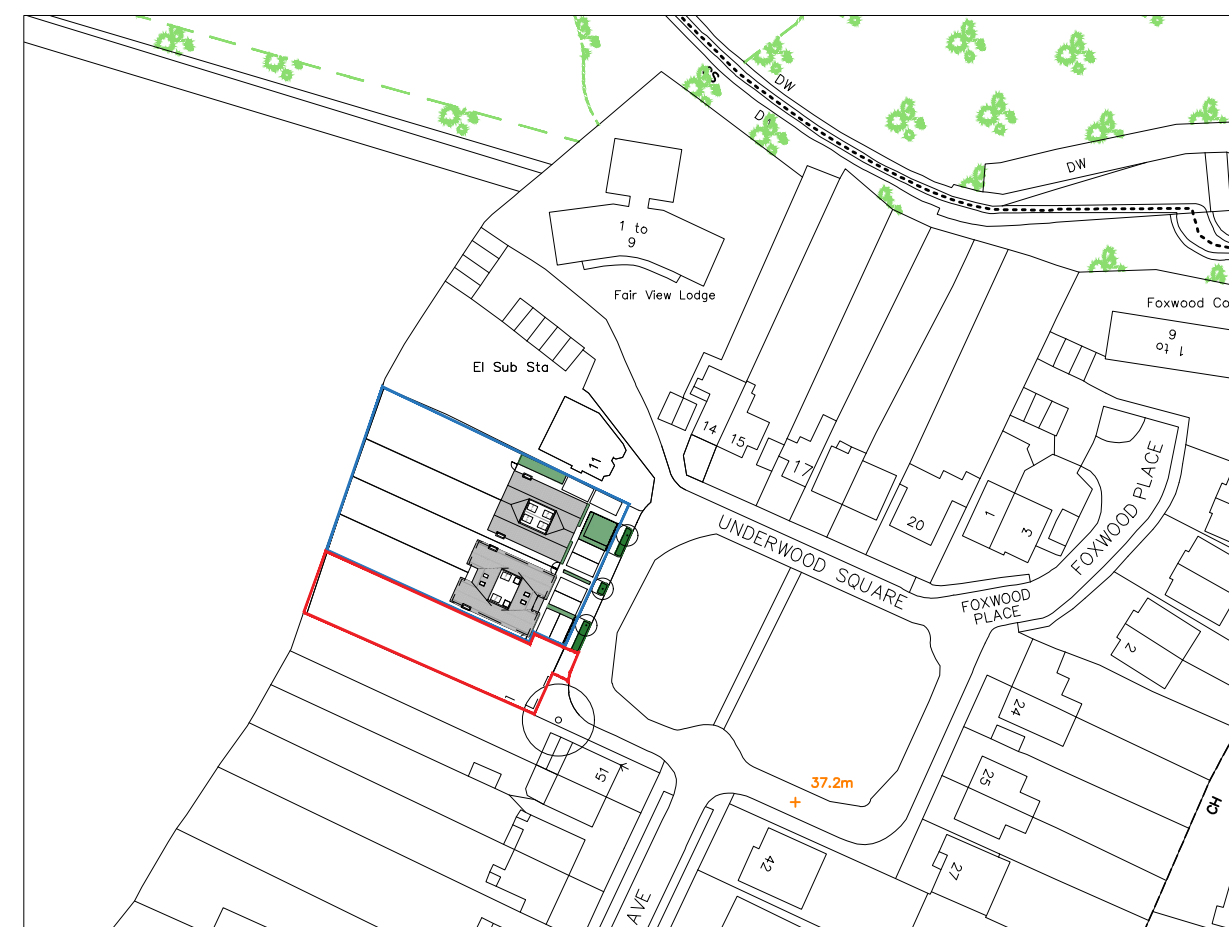 DW
DW
1 to
9
Fair View Lodge
Foxwood Co
1 to
6
El Sub Sta
11
14
15
17
20
1
3
FOXWOOD PLACE
UNDERWOOD SQUARE
FOXWOOD
PLACE
2
24
25
27
37.2m
51
42
AVE
CH